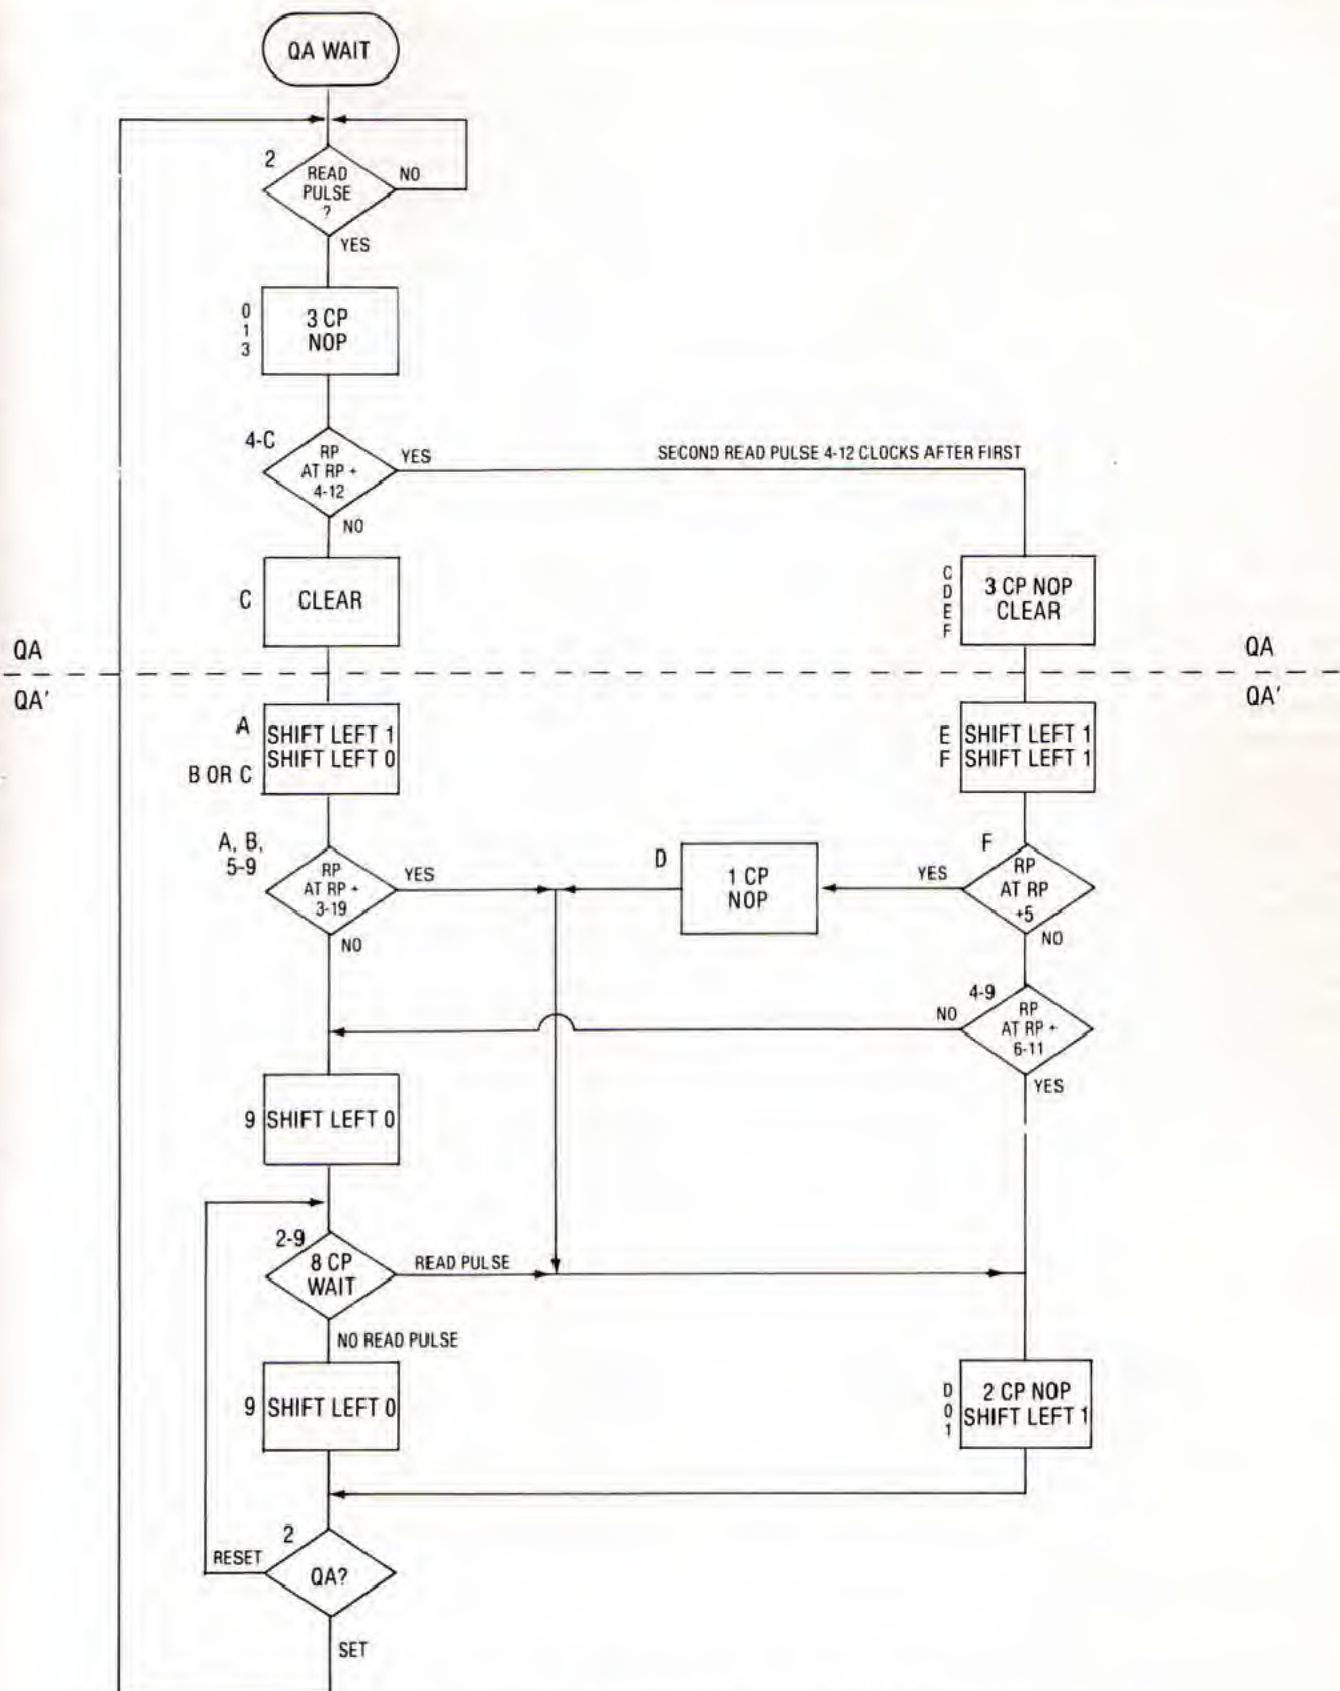 QA WAIT
2
READ
PULSE
?
NO
YES
0
1
3
3 CP
NOP
4-C
RP
AT RP +
4-12
YES
SECOND READ PULSE 4-12 CLOCKS AFTER FIRST
NO
C
CLEAR
C
D
E
F
3 CP NOP
CLEAR
QA
QA
QA'
QA'
A
SHIFT LEFT 1
SHIFT LEFT 0
B OR C
E
F
SHIFT LEFT 1
SHIFT LEFT 1
A, B,
5-9
RP
AT RP +
3-19
YES
NO
D
1 CP
NOP
YES
F
RP
AT RP
+5
NO
4-9
RP
AT RP +
6-11
NO
YES
9
SHIFT LEFT 0
2-9
8 CP
WAIT
READ PULSE
NO READ PULSE
9
SHIFT LEFT 0
D
0
1
2 CP NOP
SHIFT LEFT 1
2
QA?
RESET
SET